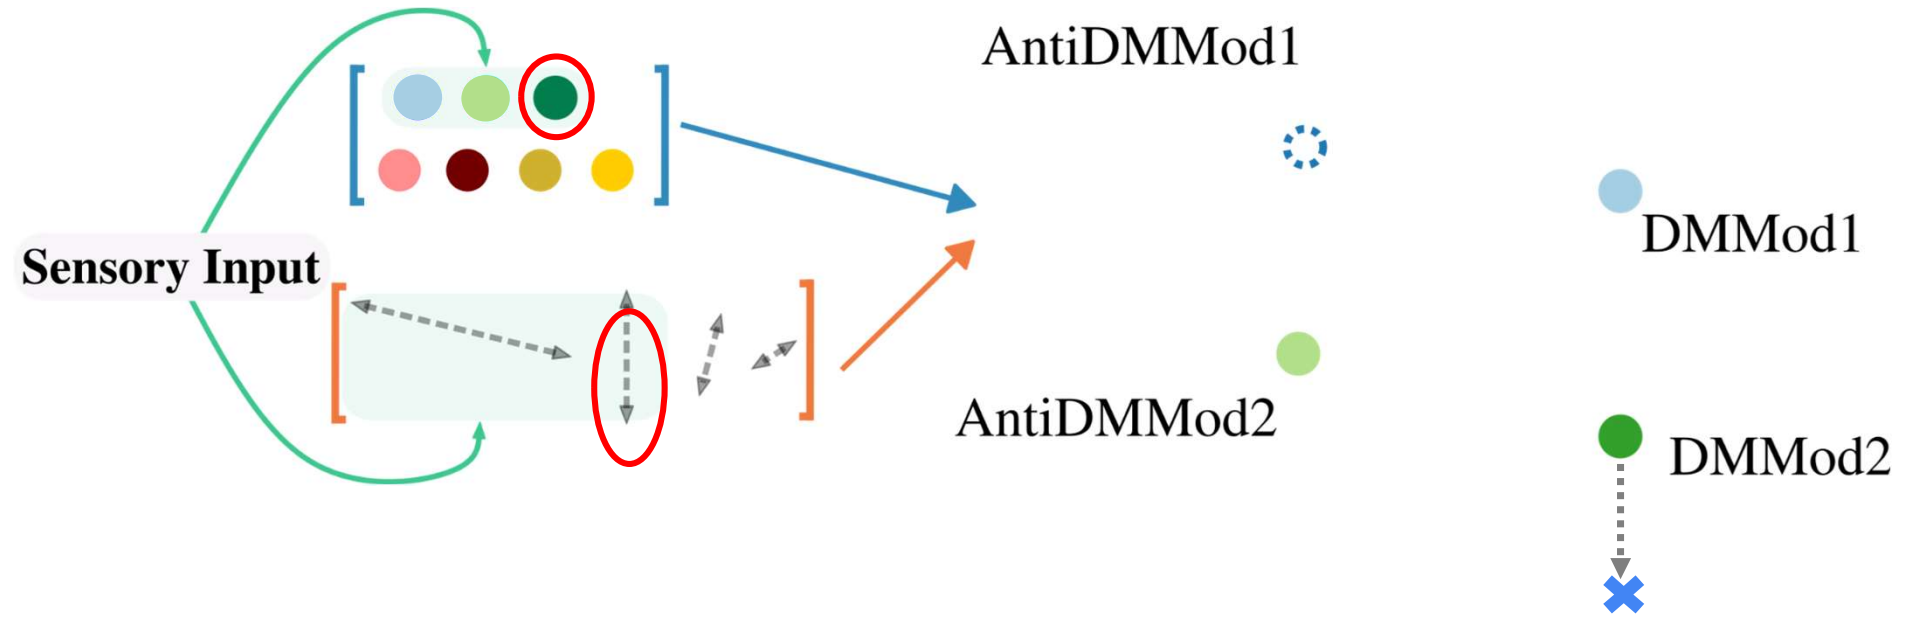 AntiDMMod1
DMMod1
Sensory Input
AntiDMMod2
DMMod2